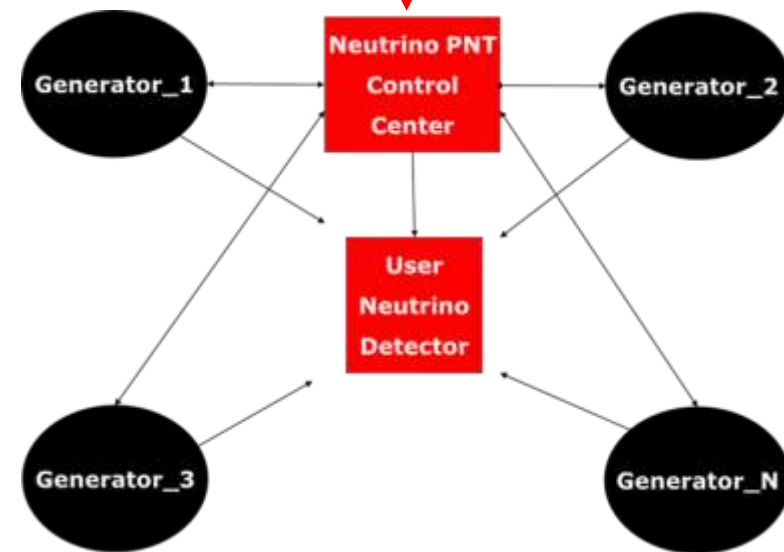 Generator_1
Neutrino PNT
Control
Center
Generator_2
User
Neutrino
Detector
Generator_3
Generator_N